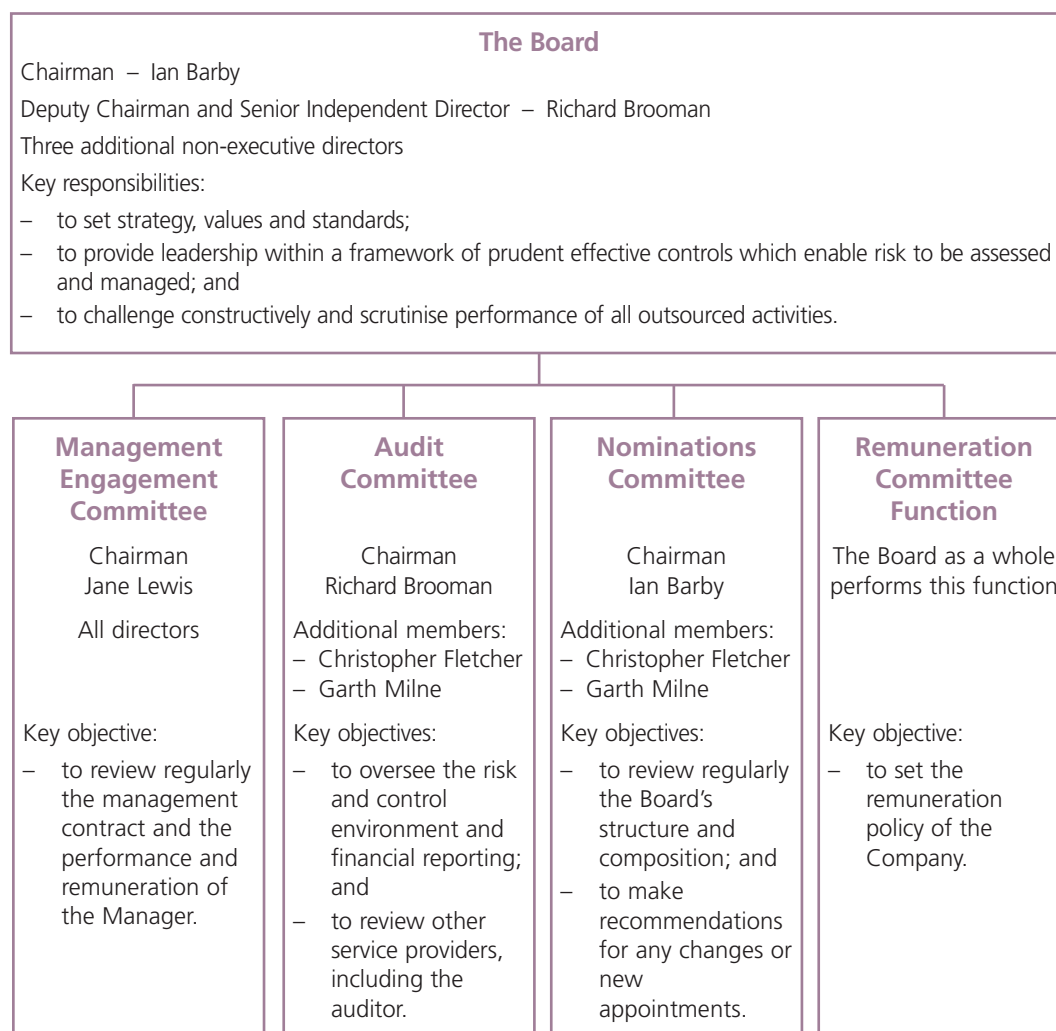 The Board
Chairman – Ian Barby
Deputy Chairman and Senior Independent Director – Richard Brooman
Three additional non-executive directors
Key responsibilities:
– to set strategy, values and standards;
– to provide leadership within a framework of prudent effective controls which enable risk to be assessed
and managed; and
– to challenge constructively and scrutinise performance of all outsourced activities.
Management
Engagement
Committee
Chairman
Jane Lewis
All directors
Key objective:
– to review regularly
the management
contract and the
performance and
remuneration of
the Manager.
Audit
Committee
Chairman
Richard Brooman
Additional members:
– Christopher Fletcher
– Garth Milne
Key objectives:
– to oversee the risk
and control
environment and
financial reporting;
and
– to review other
service providers,
including the
auditor.
Nominations
Committee
Chairman
Ian Barby
Additional members:
– Christopher Fletcher
– Garth Milne
Key objectives:
– to review regularly
the Board's
structure and
composition; and
– to make
recommendations
for any changes or
new
appointments.
Remuneration
Committee
Function
The Board as a whole
performs this function
Key objective:
– to set the
remuneration
policy of the
Company.